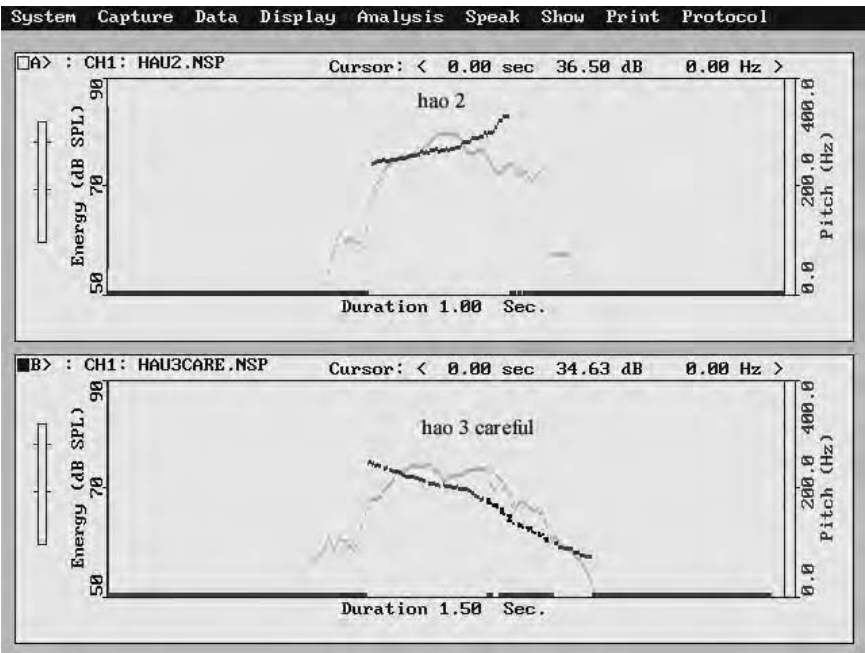 System Capture Data Display Analysis Speak Show Print Protocol
□A> : CH1: HAU2.NSP Cursor: < 0.00 sec 36.50 dB 0.00 Hz >
90
70
50
Energy (dB SPL)
hao 2
400.0
200.0
0.0
Pitch (Hz)
Duration 1.00 Sec.
■B> : CH1: HAU3CARE.NSP Cursor: < 0.00 sec 34.63 dB 0.00 Hz >
90
70
50
Energy (dB SPL)
hao 3 careful
400.0
200.0
0.0
Pitch (Hz)
Duration 1.50 Sec.